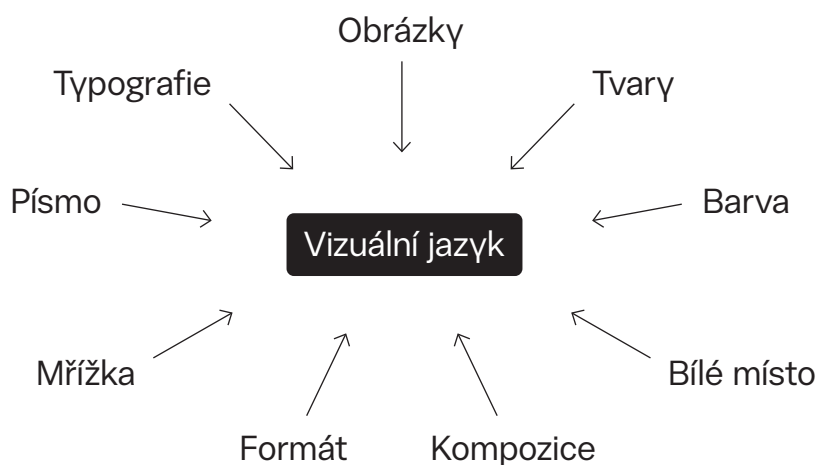 Obrázky
Typografie
Tvary
Písmo
Barva
Vizuální jazyk
Mřížka
Bílé místo
Formát
Kompozice